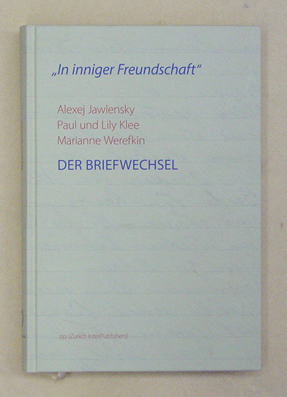 „In inniger Freundschaft“
Alexej Jawlensky
Paul und Lily Klee
Marianne Werefkin
DER BRIEFWECHSEL